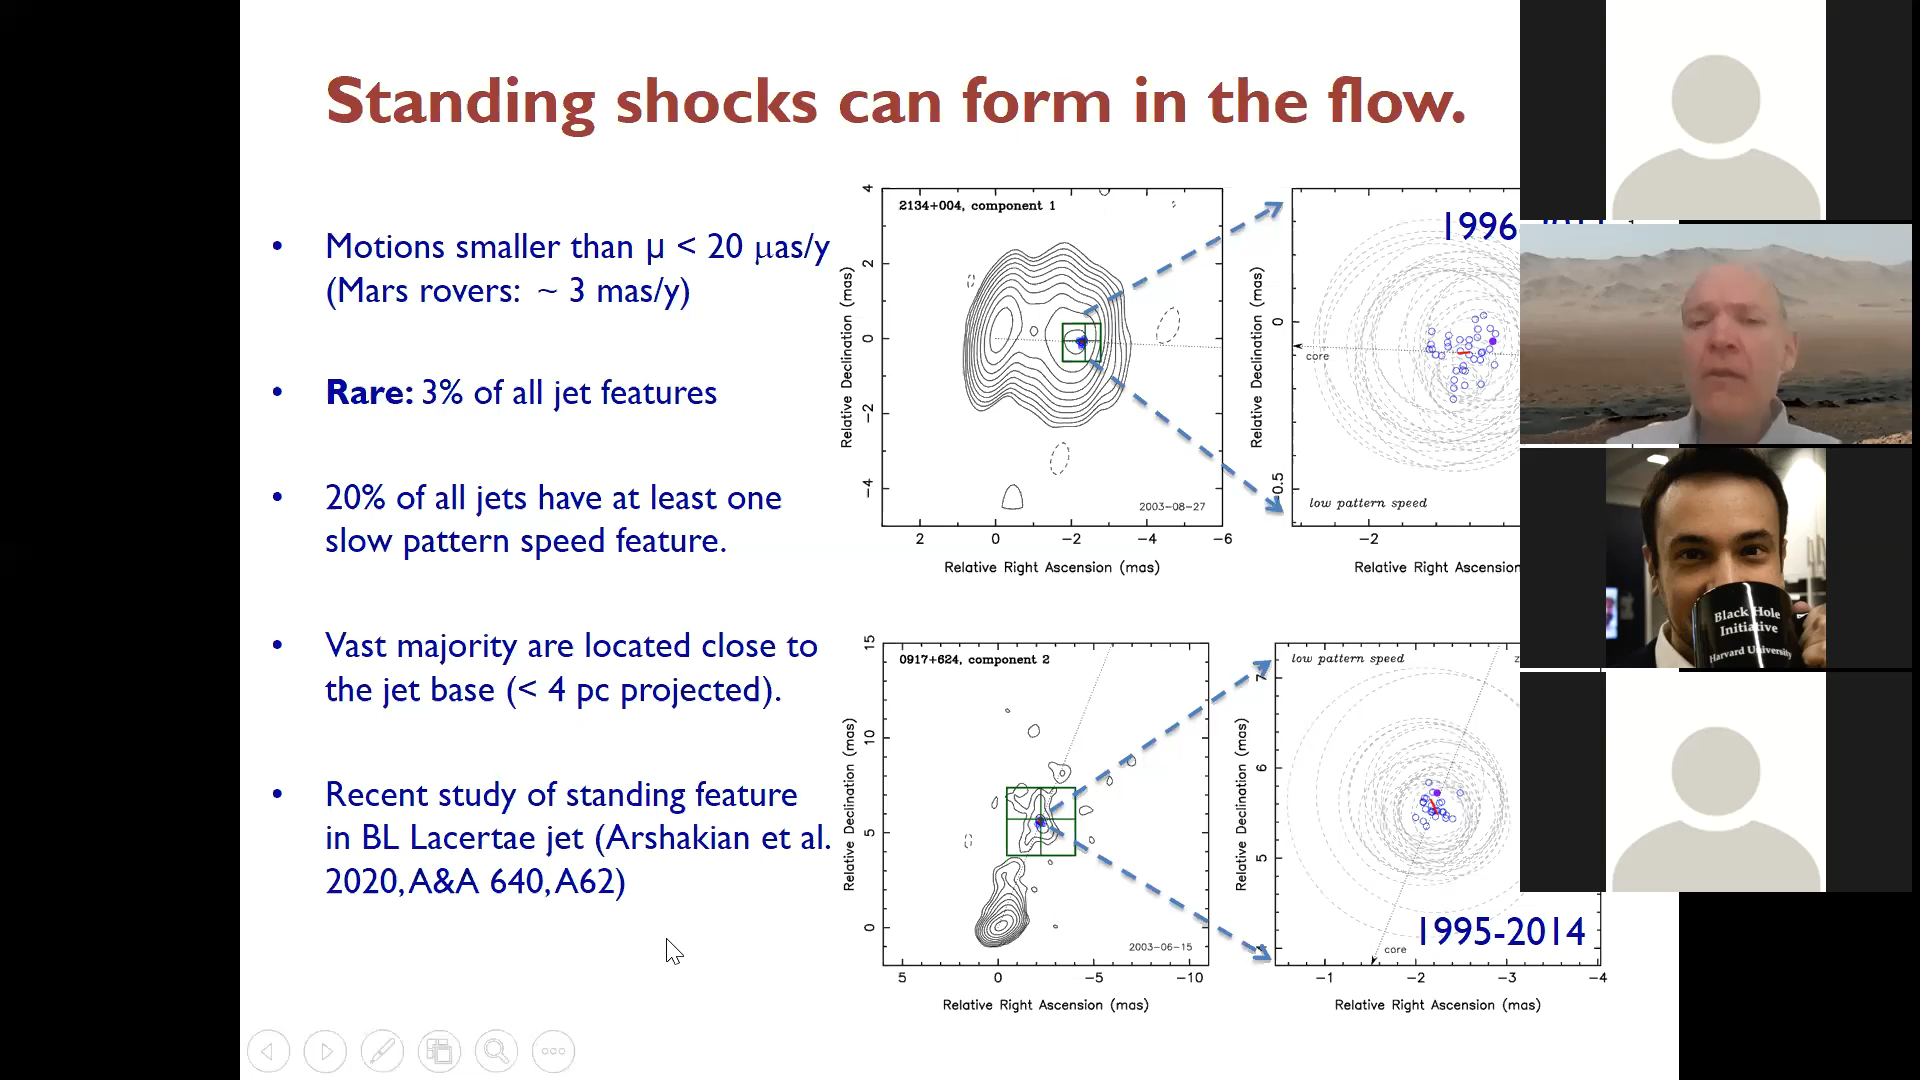 Standing shocks can form in the flow.
• Motions smaller than μ < 20 μas/y
(Mars rovers: ~ 3 mas/y)
• Rare: 3% of all jet features
• 20% of all jets have at least one
slow pattern speed feature.
• Vast majority are located close to
the jet base (< 4 pc projected).
• Recent study of standing feature
in BL Lacertae jet (Arshakian et al.
2020, A&A 640, A62)
2134+004, component 1
4
2
0
−2
−4
Relative Declination (mas)
2003−08−27
2 0 −2 −4 −6
Relative Right Ascension (mas)
1996
0
Relative Declination (mas)
core
low pattern speed
−2
Relative Right Ascension
0917+624, component 2
15
10
5
0
Relative Declination (mas)
2003−06−15
5 0 −5 −10
Relative Right Ascension (mas)
low pattern speed
7
6
5
Relative Declination (mas)
core
1995-2014
−1 −2 −3 −4
Relative Right Ascension (mas)
Black Hole
Initiative
Harvard University